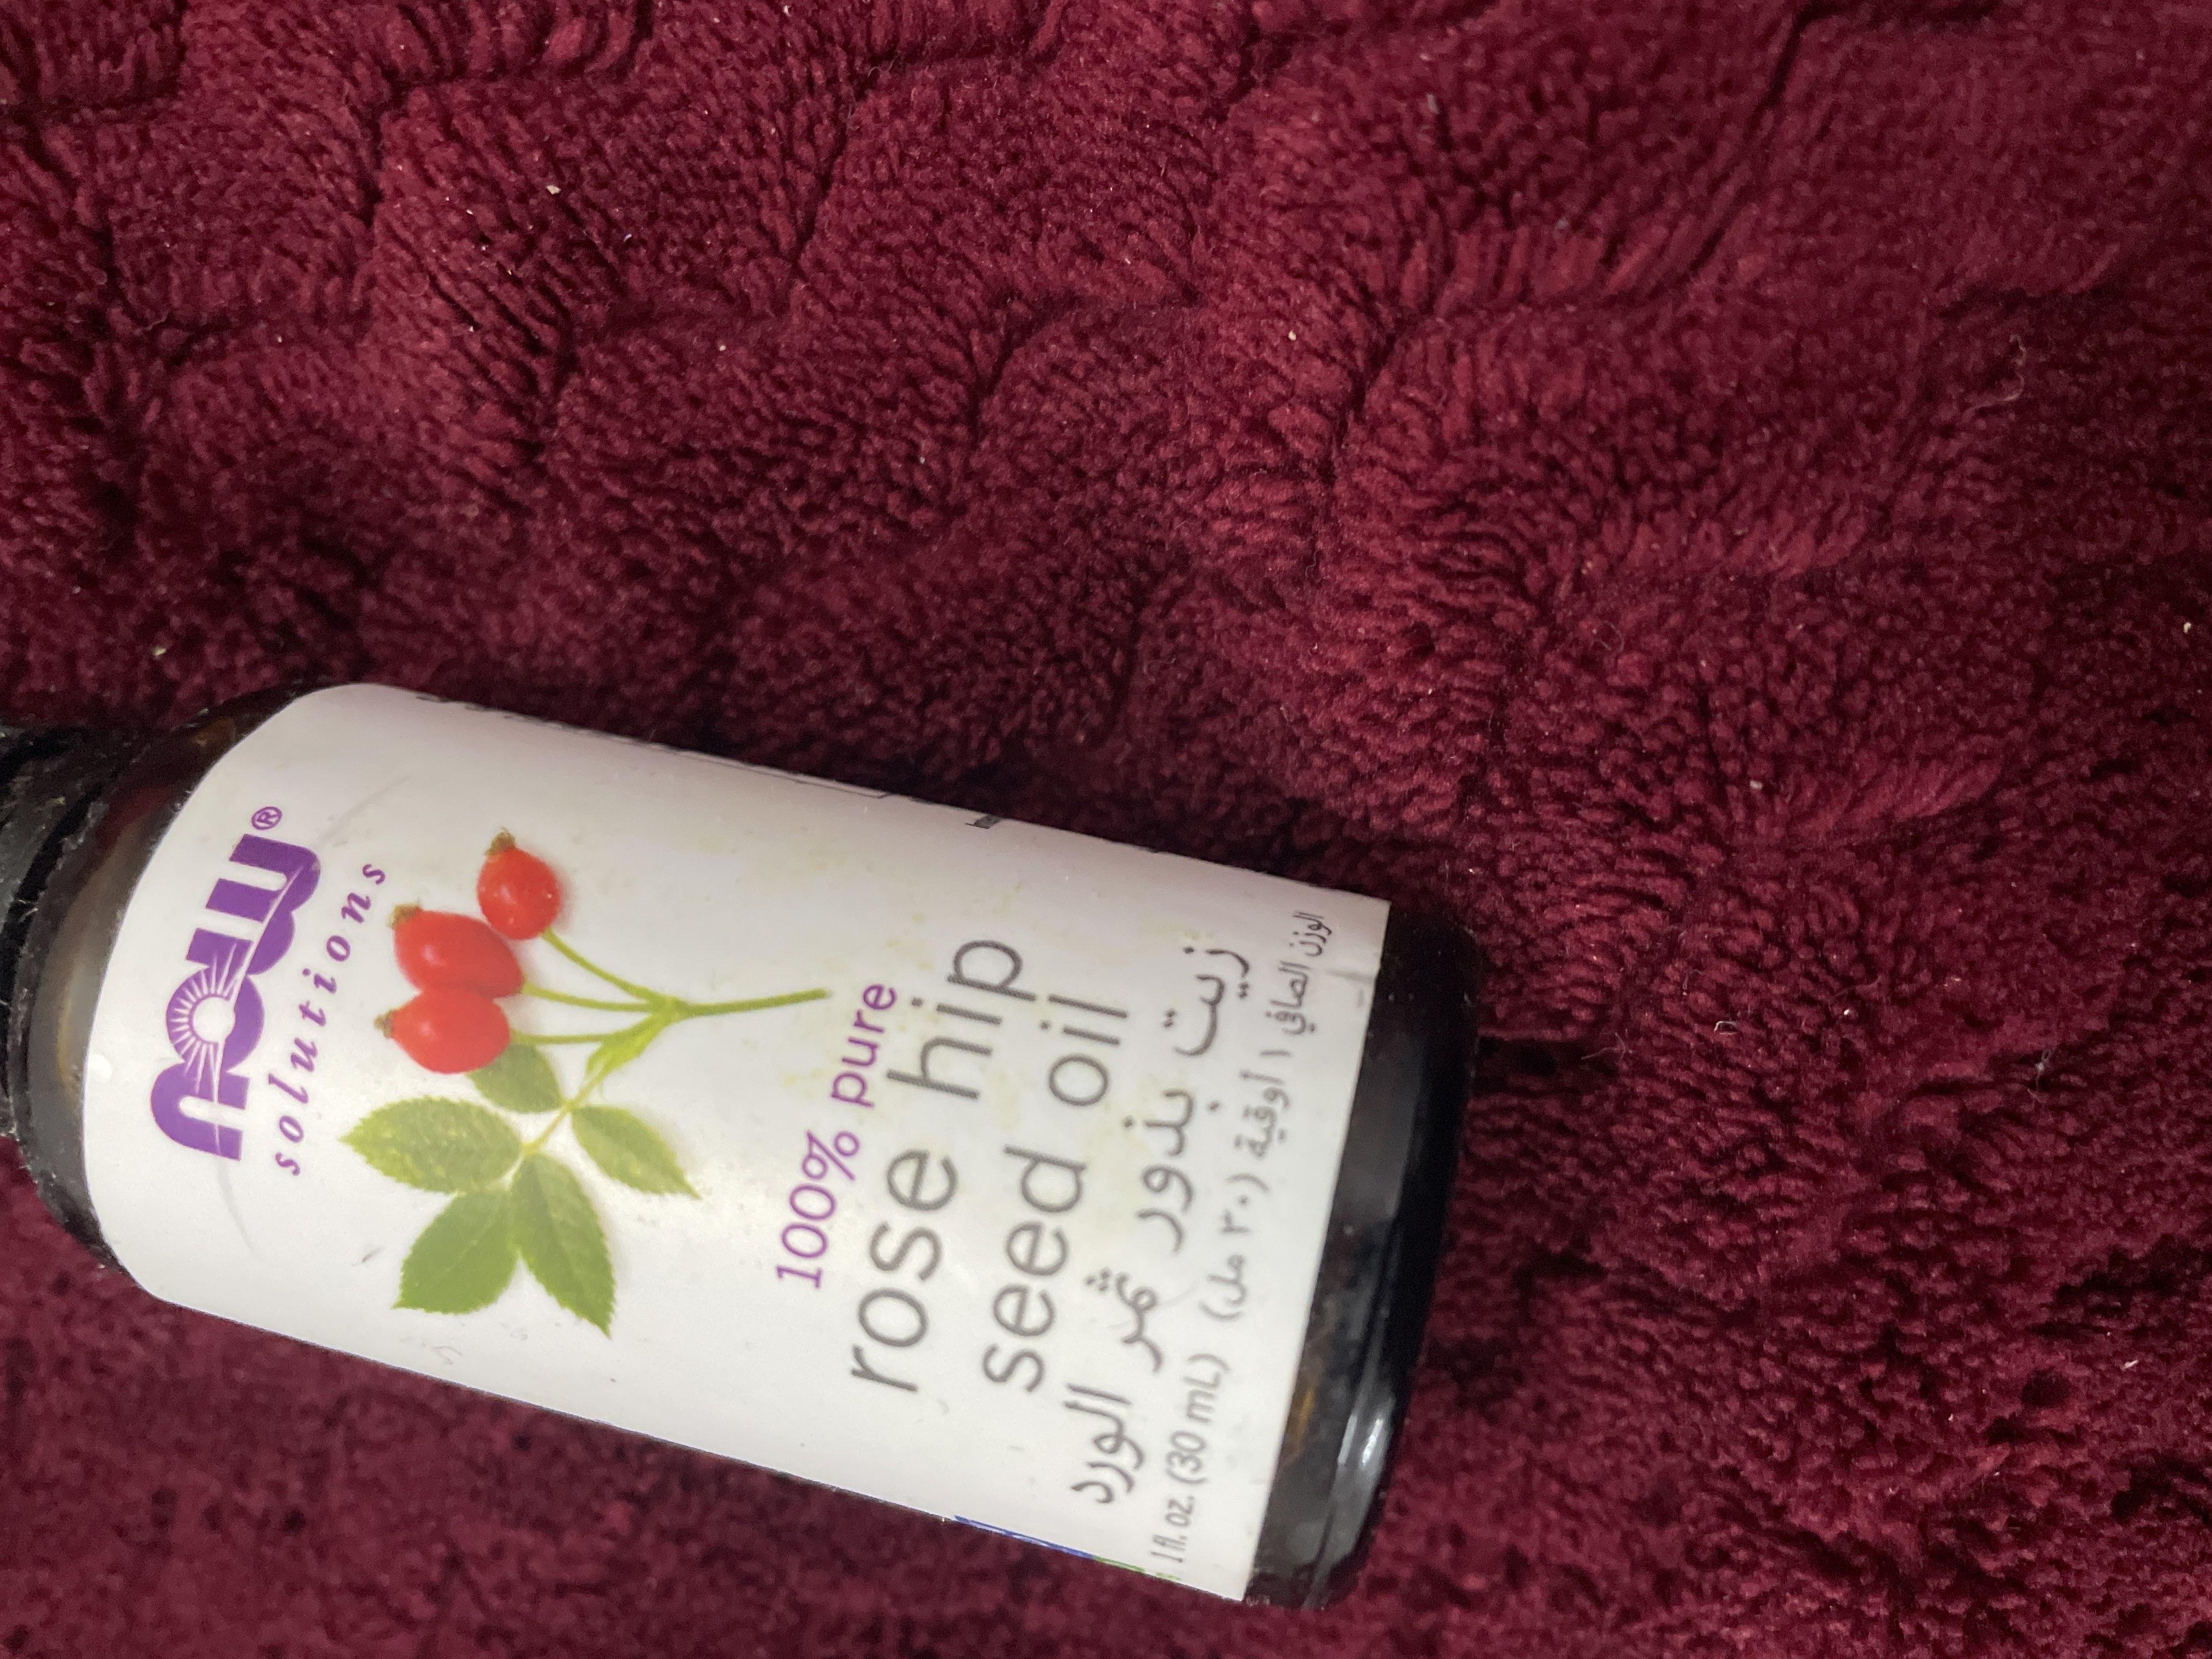 NOW®
solutions
100% pure
rose hip
seed oil
زيت بذور ثمر الورد
1 fl. oz. (30 mL) الوزن الصافي ١ أوقية (٣٠ مل)